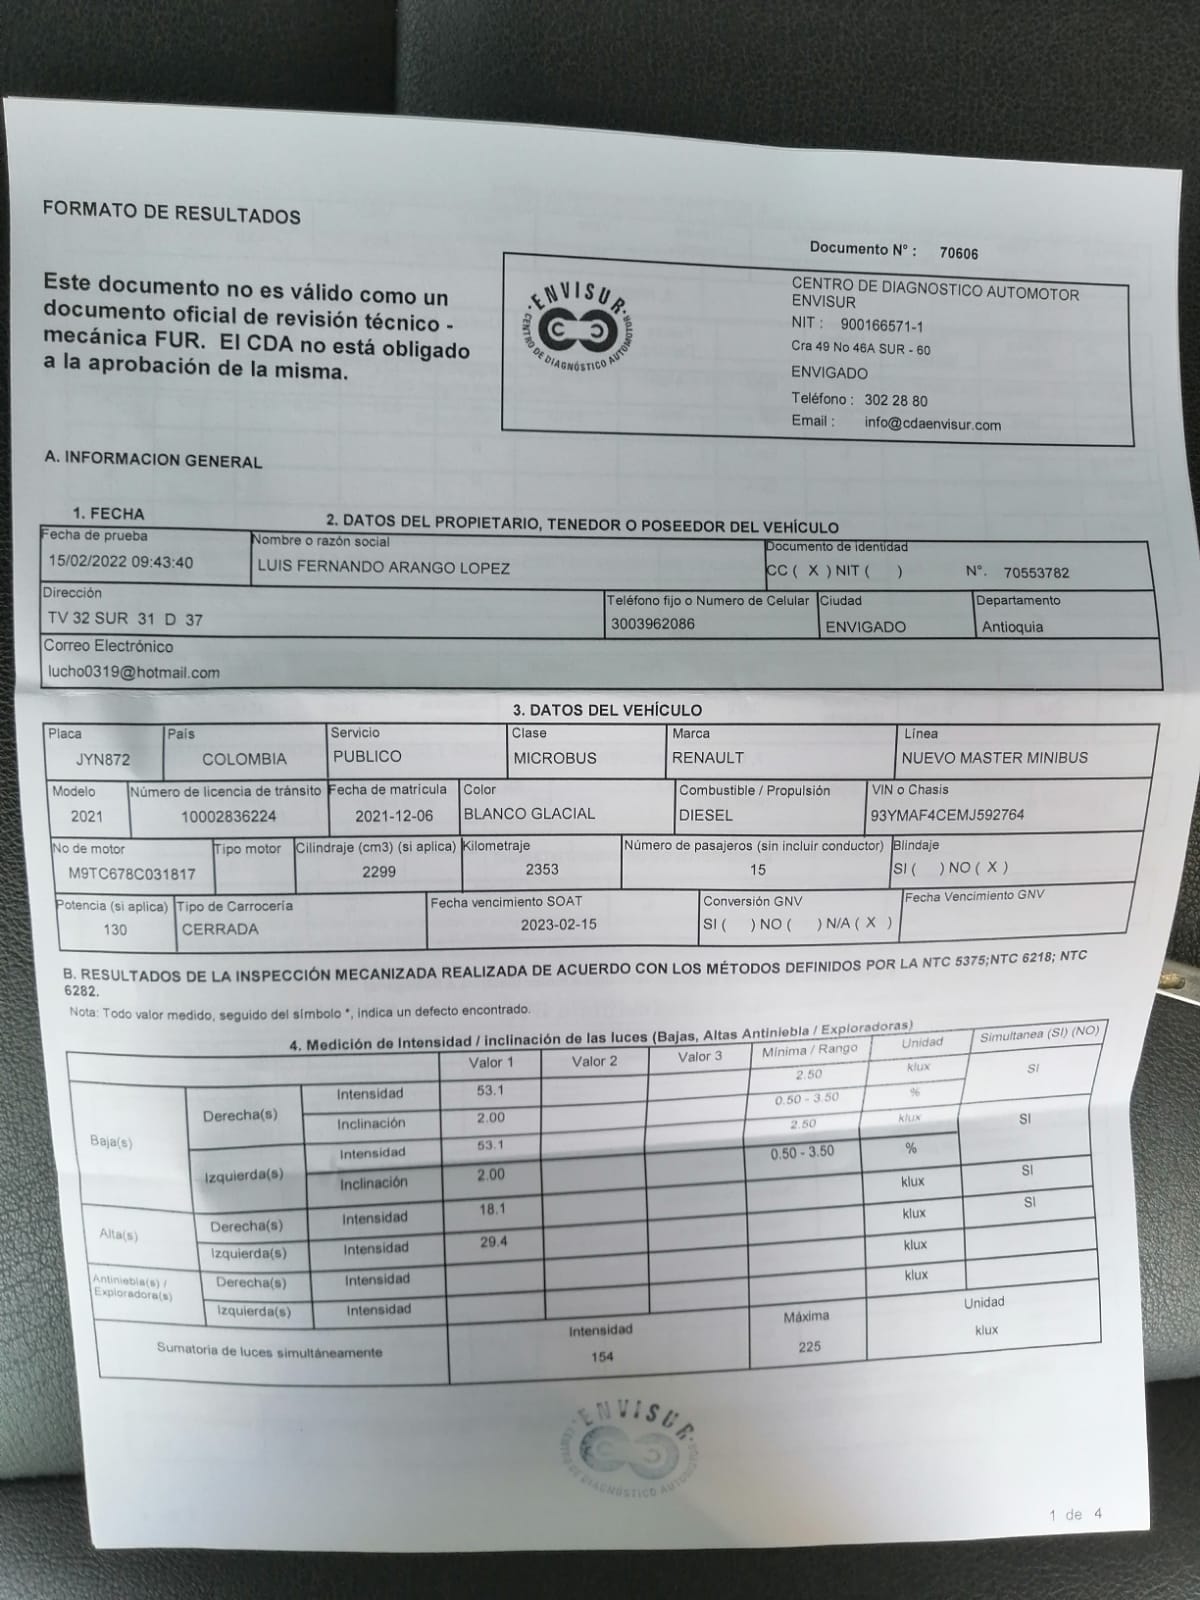 FORMATO DE RESULTADOS
Documento N° : 70606
Este documento no es válido como un
documento oficial de revisión técnico -
mecánica FUR. El CDA no está obligado
a la aprobación de la misma.
ENVISUR
CENTRO DE DIAGNÓSTICO AUTOMOTOR
CENTRO DE DIAGNOSTICO AUTOMOTOR
ENVISUR
NIT : 900166571-1
Cra 49 No 46A SUR - 60
ENVIGADO
Teléfono : 302 28 80
Email : info@cdaenvisur.com
A. INFORMACION GENERAL
1. FECHA
2. DATOS DEL PROPIETARIO, TENEDOR O POSEEDOR DEL VEHÍCULO
Fecha de prueba Nombre o razón social Documento de identidad
15/02/2022 09:43:40 LUIS FERNANDO ARANGO LOPEZ CC ( X ) NIT ( ) N°. 70553782
Dirección Teléfono fijo o Numero de Celular Ciudad Departamento
TV 32 SUR 31 D 37 3003962086 ENVIGADO Antioquia
Correo Electrónico
lucho0319@hotmail.com
3. DATOS DEL VEHÍCULO
Placa País Servicio Clase Marca Línea
JYN872 COLOMBIA PUBLICO MICROBUS RENAULT NUEVO MASTER MINIBUS
Modelo Número de licencia de tránsito Fecha de matrícula Color Combustible / Propulsión VIN o Chasis
2021 10002836224 2021-12-06 BLANCO GLACIAL DIESEL 93YMAF4CEMJ592764
No de motor Tipo motor Cilindraje (cm3) (si aplica) Kilometraje Número de pasajeros (sin incluir conductor) Blindaje
M9TC678C031817 2299 2353 15 SI ( ) NO ( X )
Potencia (si aplica) Tipo de Carrocería Fecha vencimiento SOAT Conversión GNV Fecha Vencimiento GNV
130 CERRADA 2023-02-15 SI ( ) NO ( ) N/A ( X )
B. RESULTADOS DE LA INSPECCIÓN MECANIZADA REALIZADA DE ACUERDO CON LOS MÉTODOS DEFINIDOS POR LA NTC 5375;NTC 6218; NTC
6282.
Nota: Todo valor medido, seguido del símbolo *, indica un defecto encontrado.
4. Medición de Intensidad / inclinación de las luces (Bajas, Altas Antiniebla / Exploradoras)
Valor 1 Valor 2 Valor 3 Mínima / Rango Unidad Simultanea (SI) (NO)
Baja(s) Derecha(s) Intensidad 53.1 2.50 klux SI
Inclinación 2.00 0.50 - 3.50 %
Izquierda(s) Intensidad 53.1 2.50 klux SI
Inclinación 2.00 0.50 - 3.50 %
Alta(s) Derecha(s) Intensidad 18.1 klux SI
Izquierda(s) Intensidad 29.4 klux SI
Antiniebla(s) / Exploradora(s) Derecha(s) Intensidad klux
Izquierda(s) Intensidad klux
Sumatoria de luces simultáneamente Intensidad Máxima Unidad
154 225 klux
ENVISUR
CENTRO DE DIAGNÓSTICO AUTOMOTOR
1 de 4